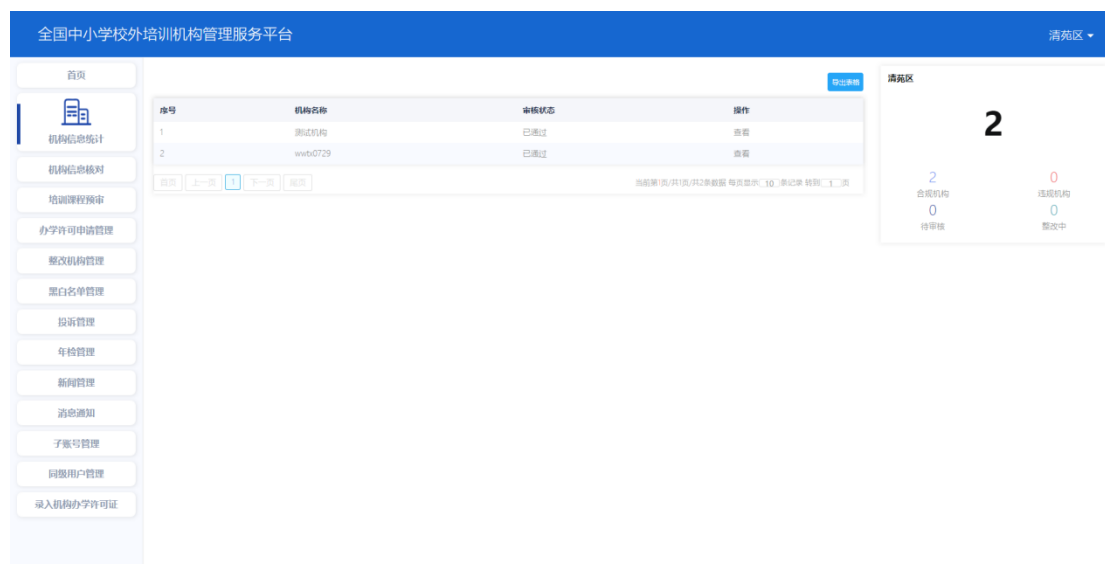 全国中小学校外培训机构管理服务平台
清苑区
首页
机构信息统计
机构信息核对
培训课程预审
办学许可申请管理
整改机构管理
黑白名单管理
投诉管理
年检管理
新闻管理
消息通知
子账号管理
同级用户管理
录入机构办学许可证
导出表格
序号 机构名称 审核状态 操作
1 测试机构 已通过 查看
2 wwtx0729 已通过 查看
首页 上一页 1 下一页 尾页
当前第1页/共1页/共2条数据 每页显示 10 条记录 转到 1 页
清苑区
2
2 0
合规机构 违规机构
0 0
待审核 整改中